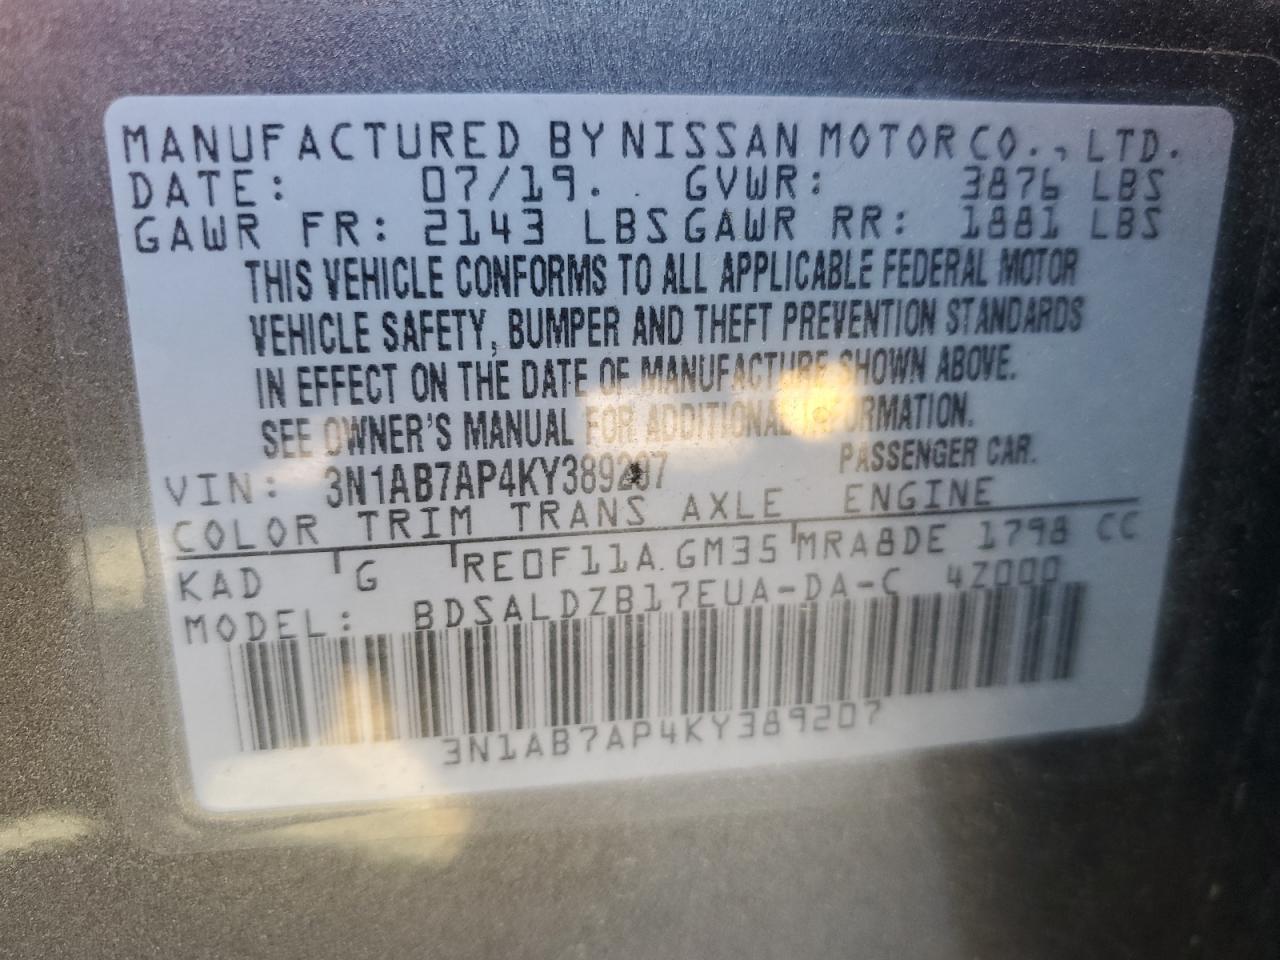 MANUFACTURED BY NISSAN MOTOR CO., LTD.
DATE: 07/19. GVWR: 3876 LBS
GAWR FR: 2143 LBS GAWR RR: 1881 LBS
THIS VEHICLE CONFORMS TO ALL APPLICABLE FEDERAL MOTOR
VEHICLE SAFETY, BUMPER AND THEFT PREVENTION STANDARDS
IN EFFECT ON THE DATE OF MANUFACTURE SHOWN ABOVE.
SEE OWNER'S MANUAL FOR ADDITIONAL INFORMATION.
PASSENGER CAR.
VIN: 3N1AB7AP4KY389207
COLOR TRIM TRANS AXLE ENGINE
KAD G RE0F11A GM35 MRA8DE 1798 CC
MODEL: BDSALDZB17EUA-DA-C 4Z000
3N1AB7AP4KY389207